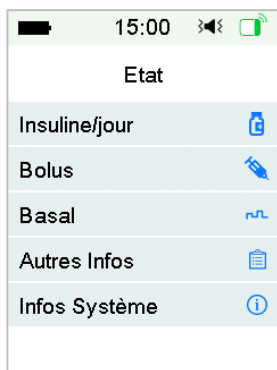 15:00
Etat
Insuline/jour
Bolus
Basal
Autres Infos
Infos Système